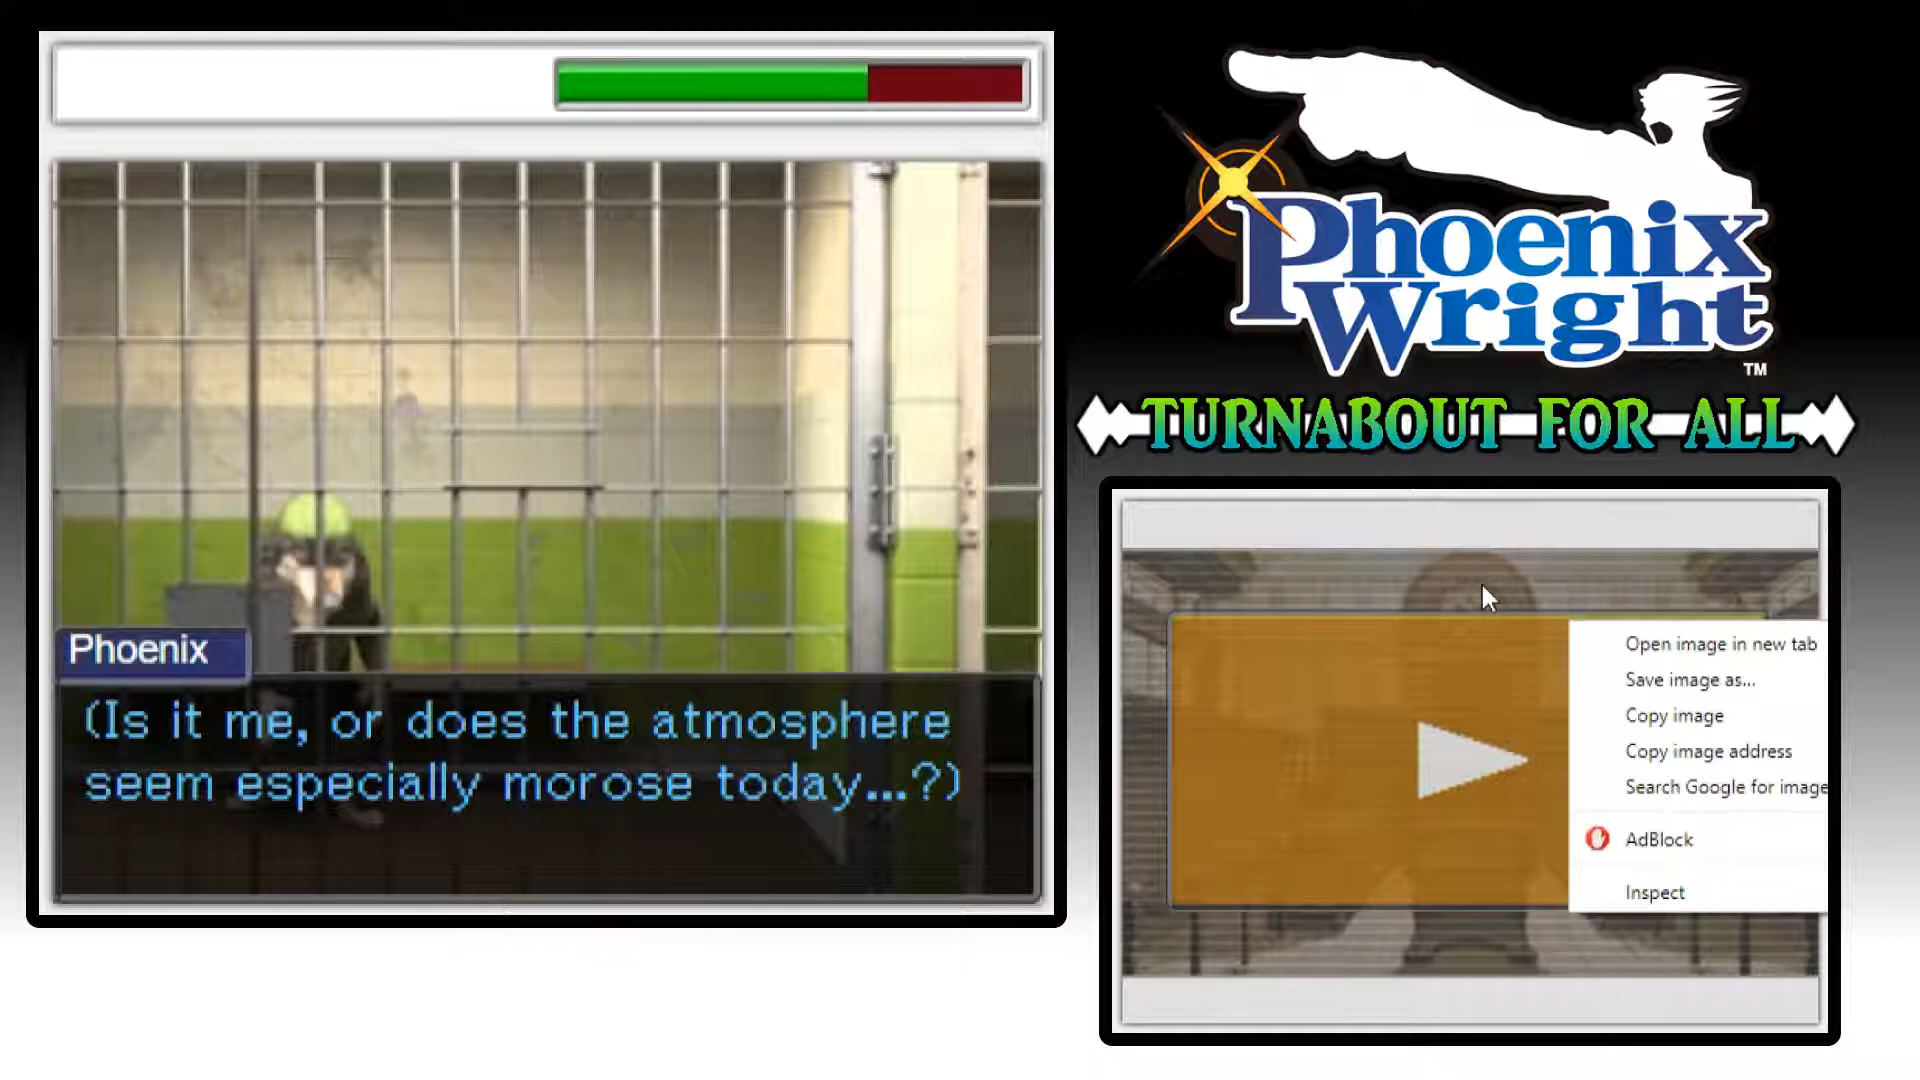 Phoenix
(Is it me, or does the atmosphere
seem especially morose today...?)
Phoenix
Wright
TM
TURNABOUT FOR ALL
Open image in new tab
Save image as...
Copy image
Copy image address
Search Google for image
AdBlock
Inspect